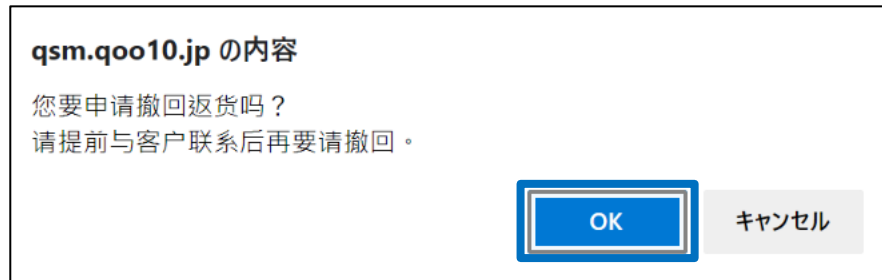 qsm.qoo10.jp の内容
您要申请撤回返货吗？
请提前与客户联系后再要请撤回。
OK
キャンセル